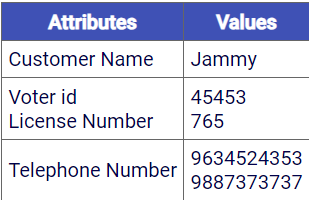 Attributes Values
Customer Name Jammy
Voter id 45453
License Number 765
Telephone Number 9634524353
9887373737